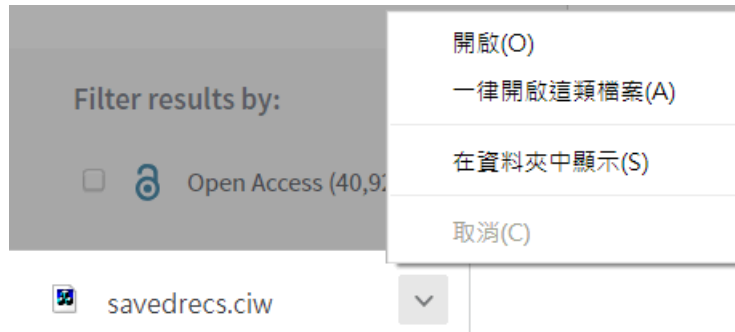 開啟(O)
一律開啟這類檔案(A)
Filter results by:
在資料夾中顯示(S)
Open Access (40,92
取消(C)
savedrecs.ciw